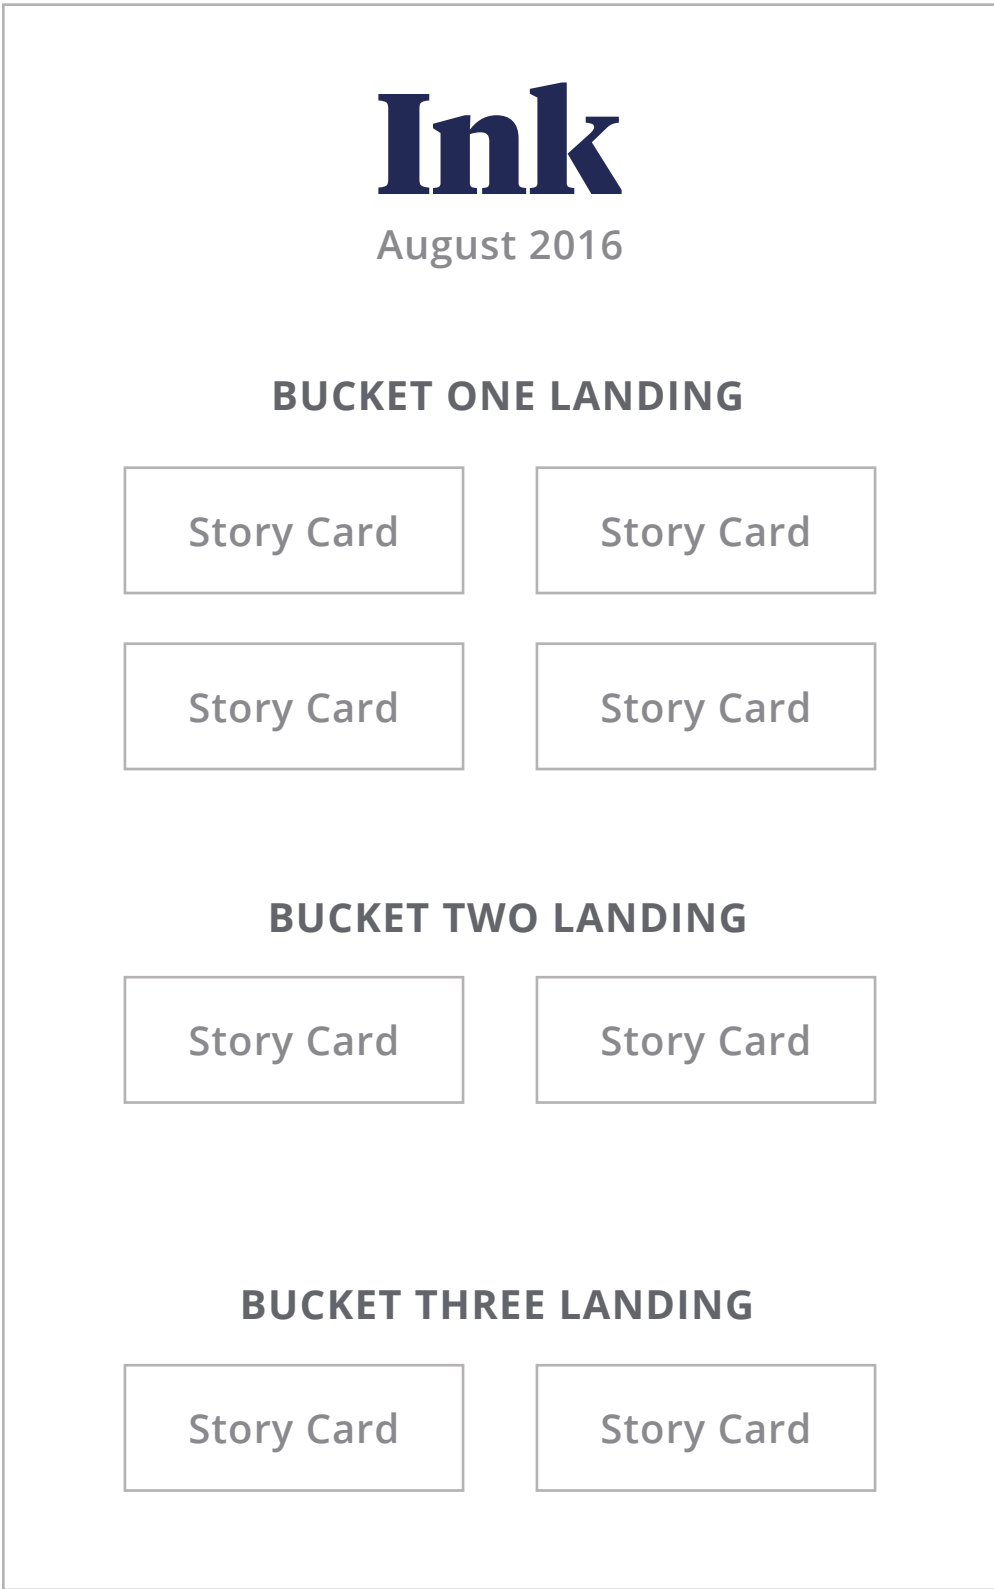 Ink
August 2016
BUCKET ONE LANDING
Story Card Story Card
Story Card Story Card
BUCKET TWO LANDING
Story Card Story Card
BUCKET THREE LANDING
Story Card Story Card